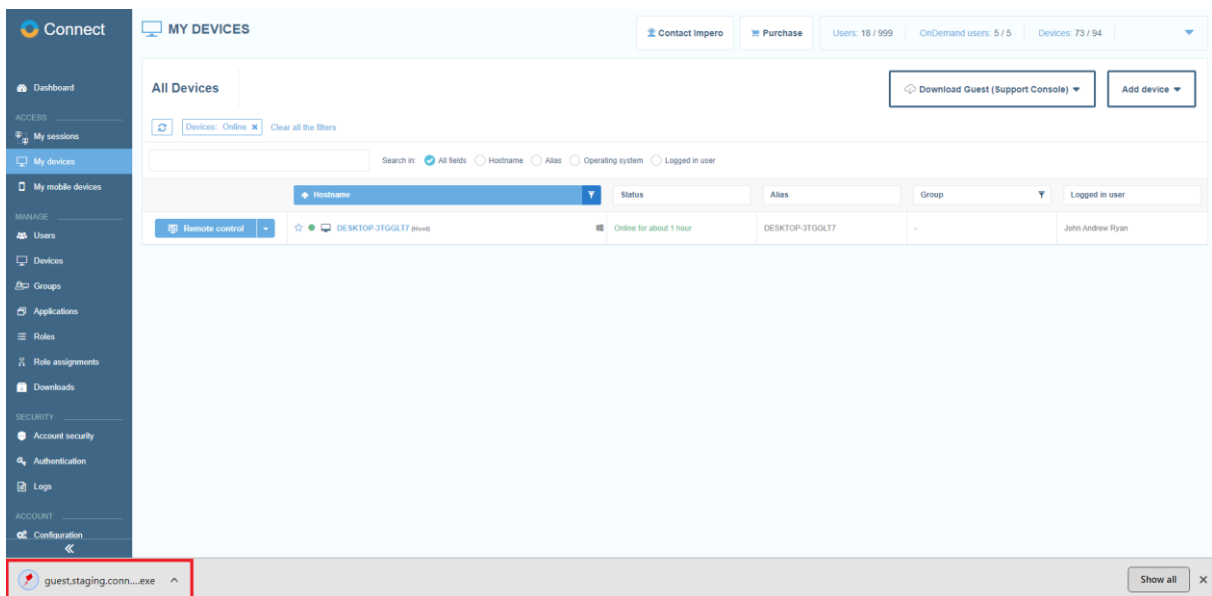 Connect
MY DEVICES
Contact Impero
Purchase
Users: 18 / 999
OnDemand users: 5 / 5
Devices: 73 / 94
Dashboard
ACCESS
My sessions
My devices
My mobile devices
MANAGE
Users
Devices
Groups
Applications
Roles
Role assignments
Downloads
SECURITY
Account security
Authentication
Logs
ACCOUNT
Configuration
All Devices
Download Guest (Support Console)
Add device
Devices: Online ✖ Clear all the filters
Search in: All fields Hostname Alias Operating system Logged in user
Hostname Status Alias Group Logged in user
Remote control DESKTOP-3TGGLT7 (Host) Online for about 1 hour DESKTOP-3TGGLT7 - John Andrew Ryan
guest,staging.conn....exe
Show all